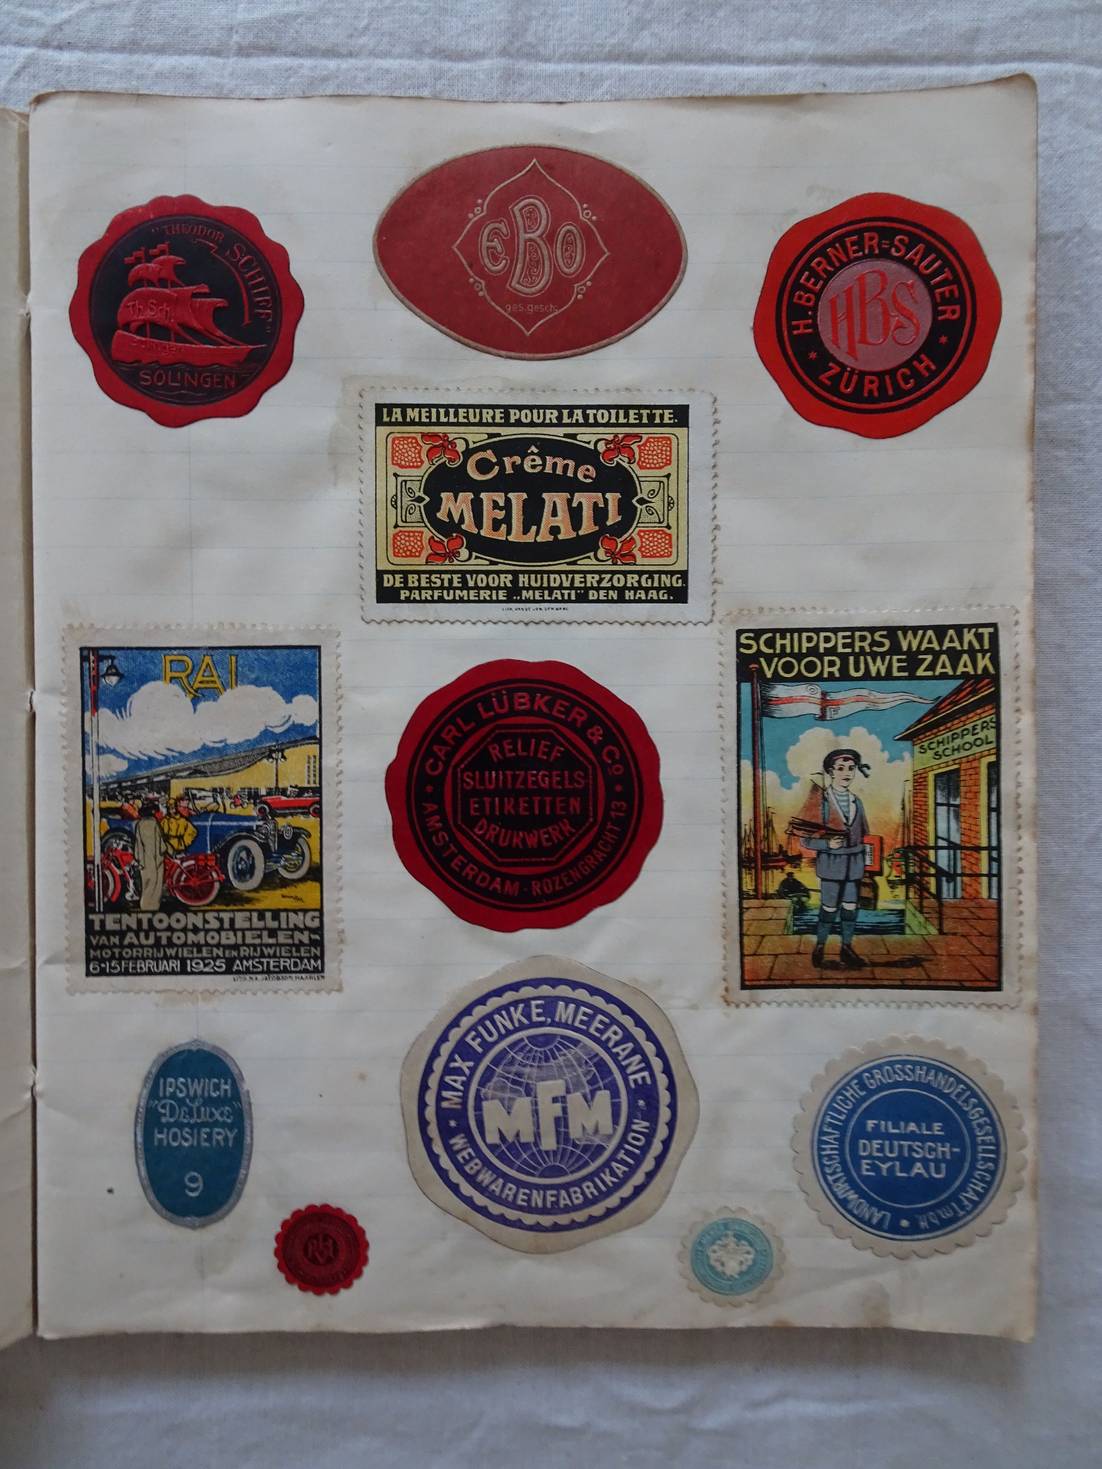 "THEODOR SCHIFF"
Th. Sch.
Solingen
SOLINGEN
EBO
ges. gesch.
H. BERNER=SAUTER
HBS
* ZÜRICH *
LA MEILLEURE POUR LA TOILETTE.
Crême
MELATI
DE BESTE VOOR HUIDVERZORGING.
PARFUMERIE „MELATI" DEN HAAG.
RAI
TENTOONSTELLING
VAN AUTOMOBIELEN-
MOTORRIJWIELEN EN RIJWIELEN
6-15 FEBRUARI 1925 AMSTERDAM
CARL LÜBKER & Co
RELIEF
SLUITZEGELS
ETIKETTEN
DRUKWERK
AMSTERDAM - ROZENGRACHT 13
SCHIPPERS WAAKT
VOOR UWE ZAAK
SCHIPPERS
SCHOOL
IPSWICH
"DeLuxe"
HOSIERY
9
MAX FUNKE, MEERANE
MFM
* WEBWARENFABRIKATION *
LANDWIRTSCHAFTLICHE GROSSHANDELSGESELLSCHAFT m.b.H.
FILIALE
DEUTSCH-
EYLAU